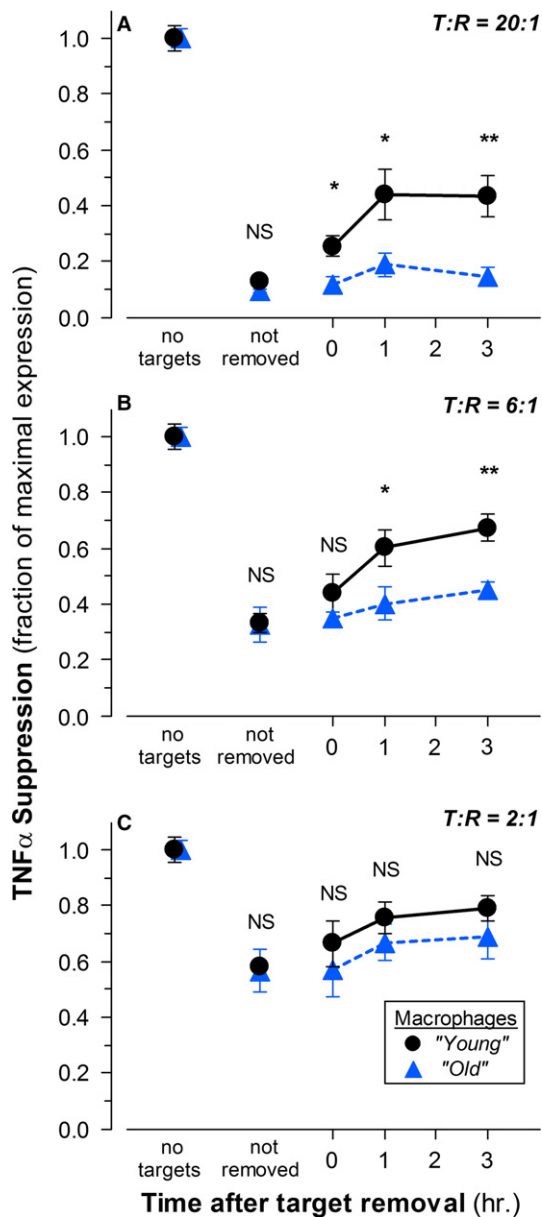 TNFα Suppression (fraction of maximal expression)
A
T:R = 20:1
1.0
0.8
0.6
0.4
0.2
0.0
NS
*
*
**
no targets
not removed
0
1
2
3
B
T:R = 6:1
1.0
0.8
0.6
0.4
0.2
0.0
NS
NS
*
**
no targets
not removed
0
1
2
3
C
T:R = 2:1
1.0
0.8
0.6
0.4
0.2
0.0
NS
NS
NS
NS
Macrophages
"Young"
"Old"
no targets
not removed
0
1
2
3
Time after target removal (hr.)